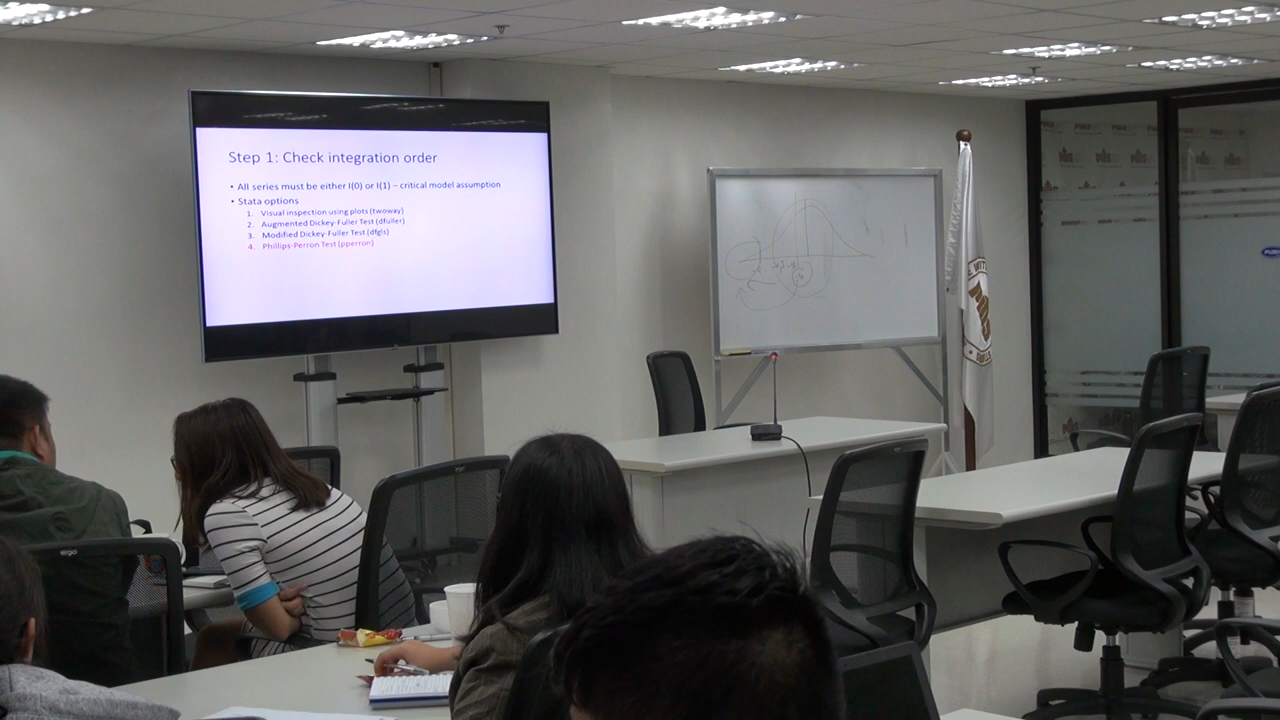 Step 1: Check integration order
• All series must be either I(0) or I(1) – critical model assumption
• Stata options
1. Visual inspection using plots (twoway)
2. Augmented Dickey-Fuller Test (dfuller)
3. Modified Dickey-Fuller Test (dfgls)
4. Phillips-Perron Test (pperron)
ergo